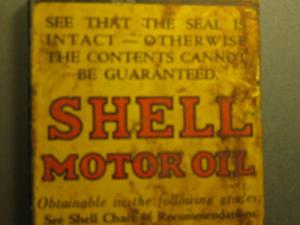 SEE THAT THE SEAL IS
INTACT — OTHERWISE
THE CONTENTS CANNOT
BE GUARANTEED.
SHELL
MOTOR OIL
Obtainable in the following grades:
See Shell Chart of Recommendations